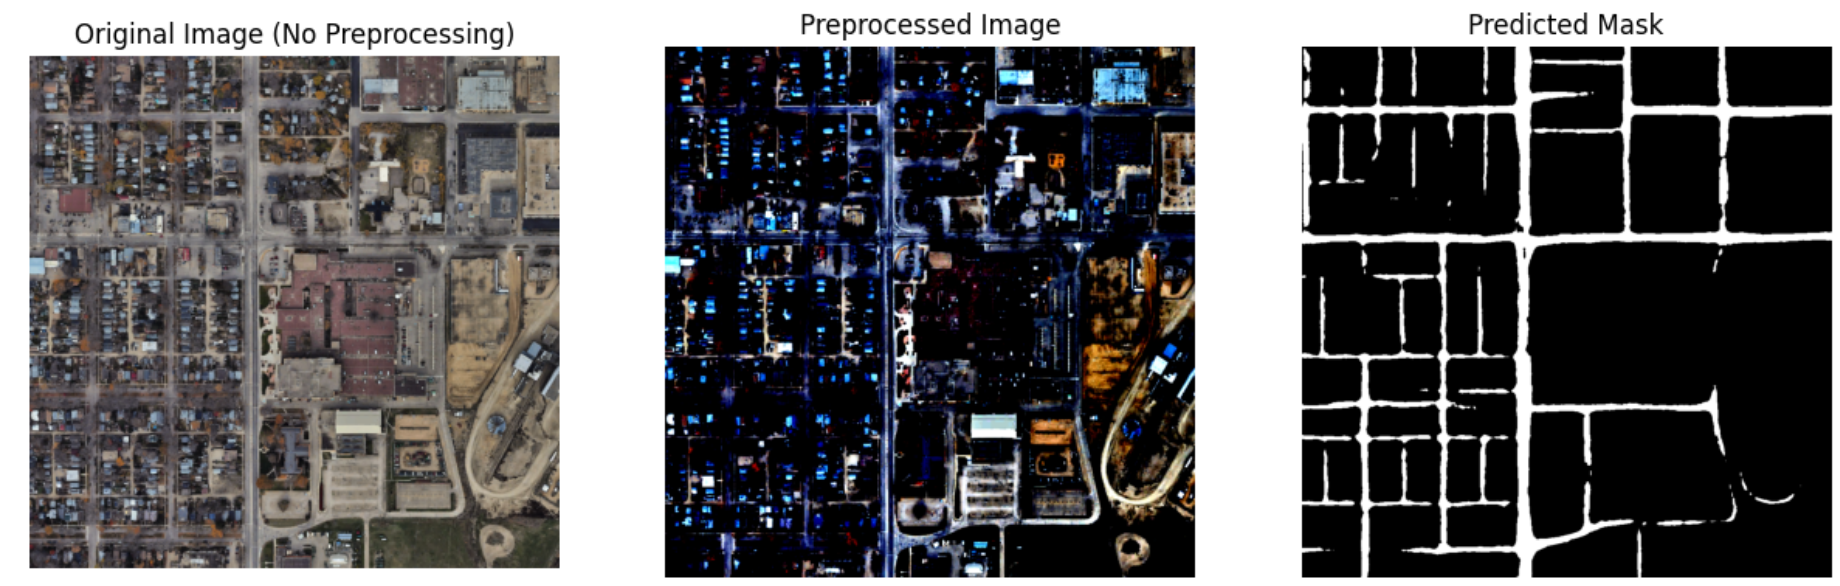 Original Image (No Preprocessing)
Preprocessed Image
Predicted Mask